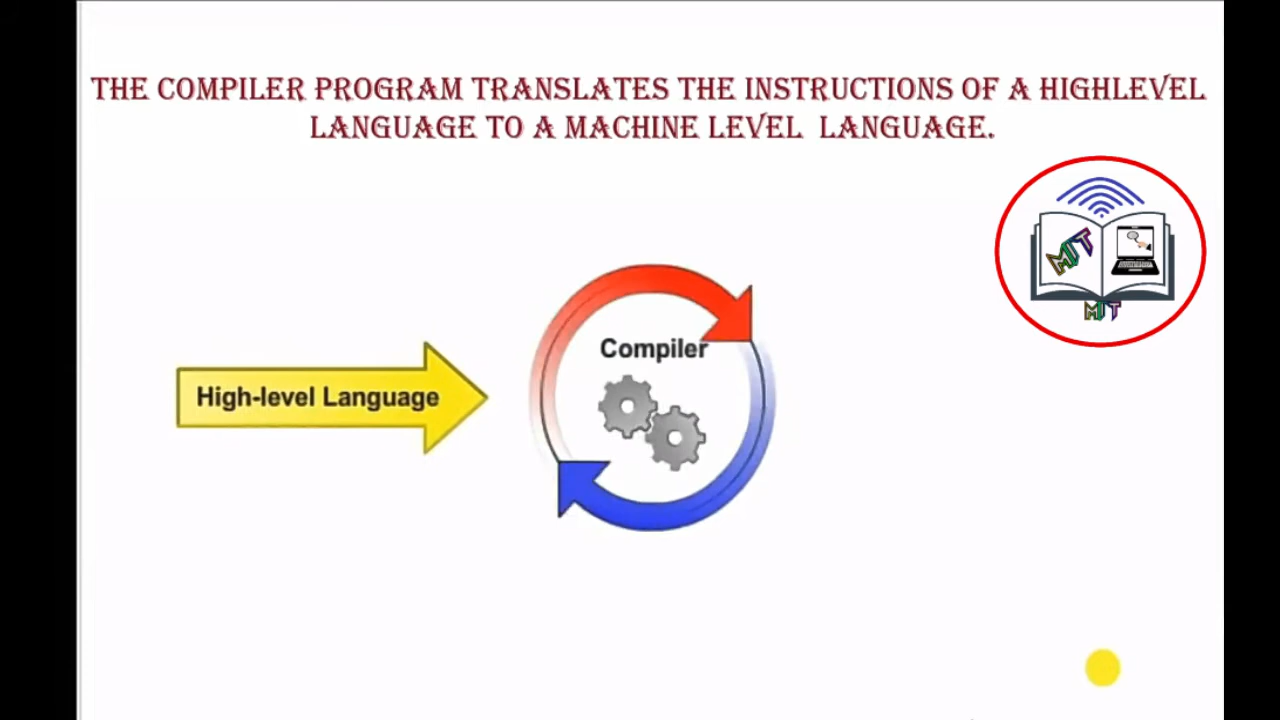 THE COMPILER PROGRAM TRANSLATES THE INSTRUCTIONS OF A HIGHLEVEL
LANGUAGE TO A MACHINE LEVEL LANGUAGE.
MIT
MIT
Compiler
High-level Language